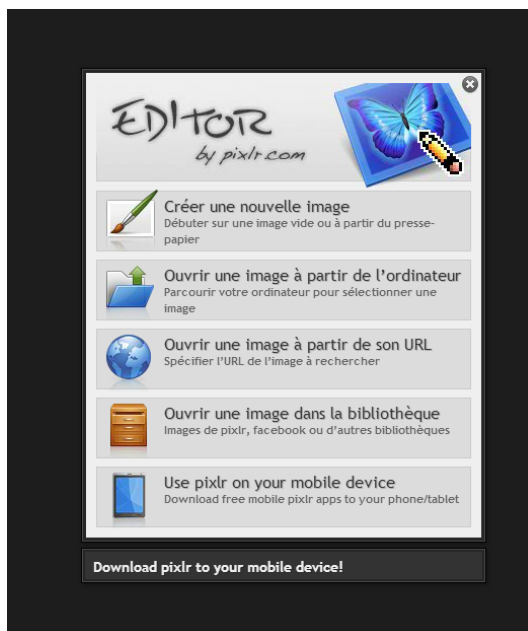 EDITOR
by pixlr.com
Créer une nouvelle image
Débuter sur une image vide ou à partir du presse-
papier
Ouvrir une image à partir de l'ordinateur
Parcourir votre ordinateur pour sélectionner une
image
Ouvrir une image à partir de son URL
Spécifier l'URL de l'image à rechercher
Ouvrir une image dans la bibliothèque
Images de pixlr, facebook ou d'autres bibliothèques
Use pixlr on your mobile device
Download free mobile pixlr apps to your phone/tablet
Download pixlr to your mobile device!